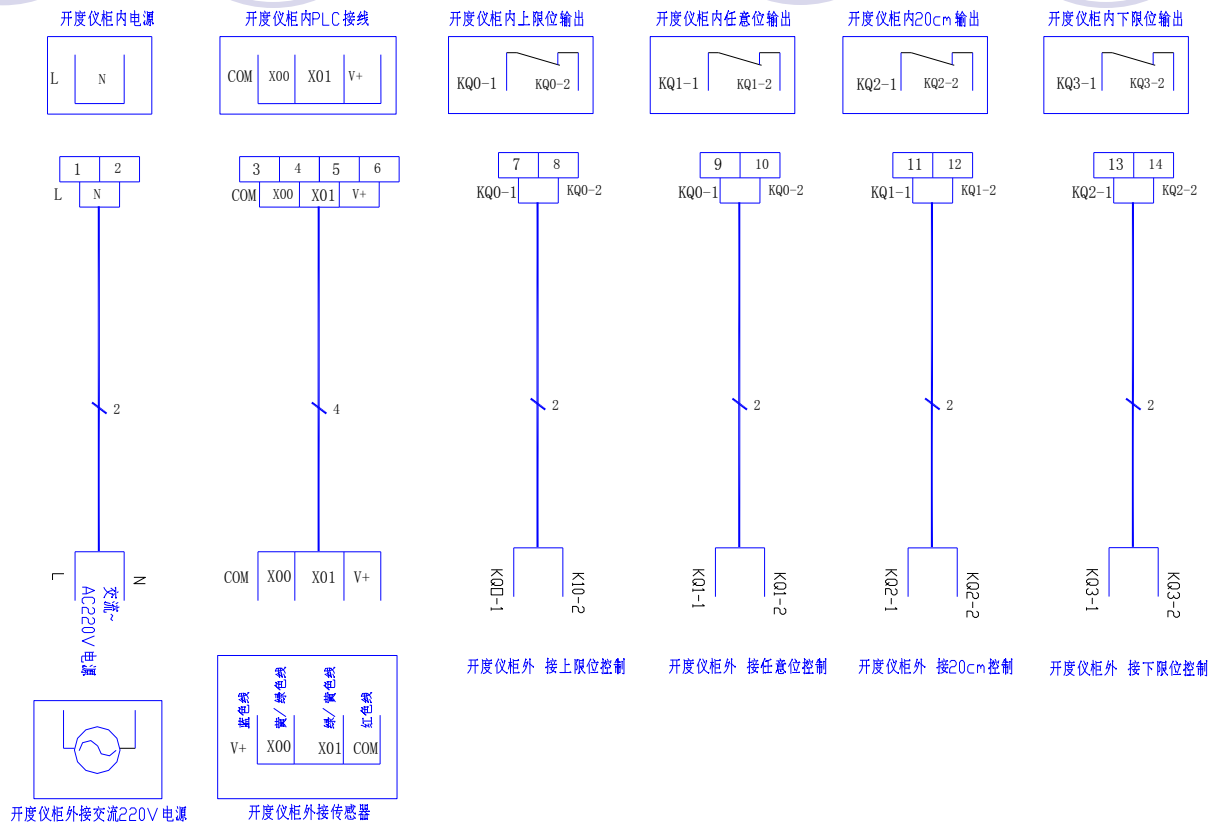 开度仪柜内电源
开度仪柜内PLC接线
开度仪柜内上限位输出
开度仪柜内任意位输出
开度仪柜内20cm输出
开度仪柜内下限位输出
L N
COM X00 X01 V+
KQ0-1 KQ0-2
KQ1-1 KQ1-2
KQ2-1 KQ2-2
KQ3-1 KQ3-2
1 2
3 4 5 6
7 8
9 10
11 12
13 14
L N
COM X00 X01 V+
KQ0-1 KQ0-2
KQ0-1 KQ0-2
KQ1-1 KQ1-2
KQ2-1 KQ2-2
2
4
2
2
2
2
L N
交流~
AC220V电源
COM X00 X01 V+
KQ0-1 K10-2
KQ1-1 KQ1-2
KQ2-1 KQ2-2
KQ3-1 KQ3-2
开度仪柜外 接上限位控制
开度仪柜外 接任意位控制
开度仪柜外 接20cm控制
开度仪柜外 接下限位控制
蓝色线
黄/绿色线
绿/黄色线
红色线
V+ X00 X01 COM
开度仪柜外接交流220V电源
开度仪柜外接传感器